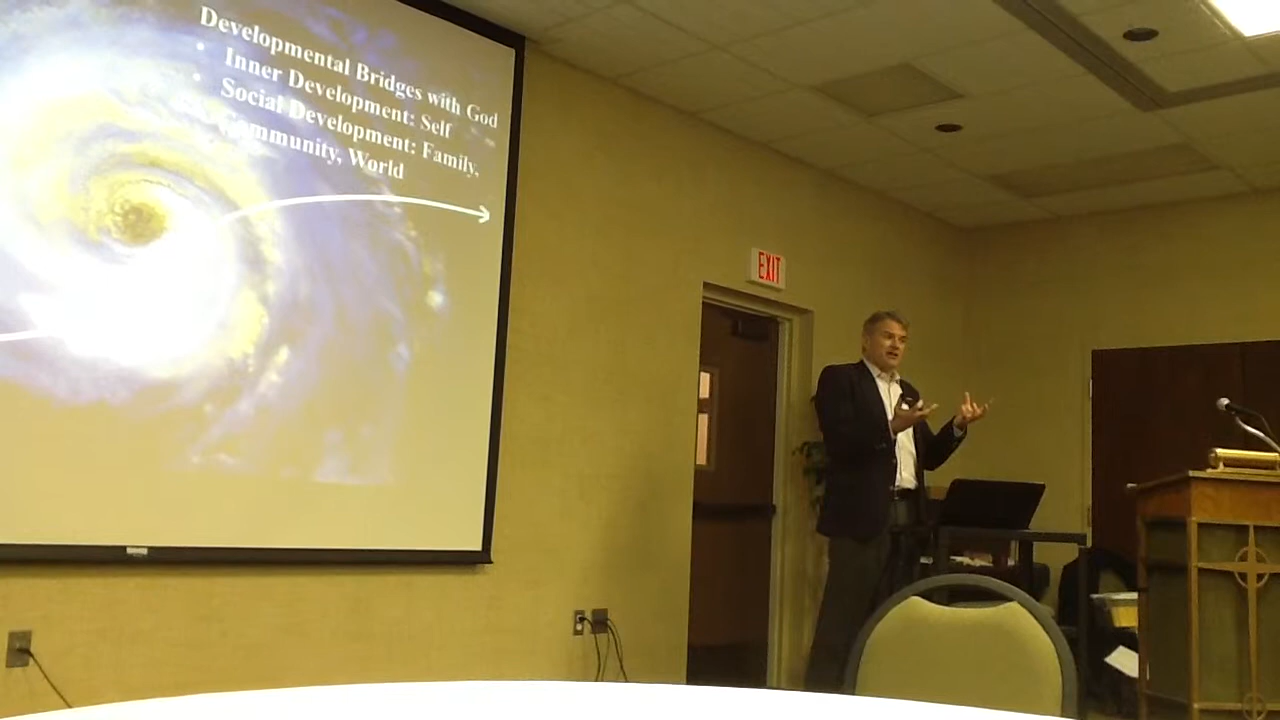 Developmental Bridges with God
• Inner Development: Self
• Social Development: Family,
Community, World
EXIT